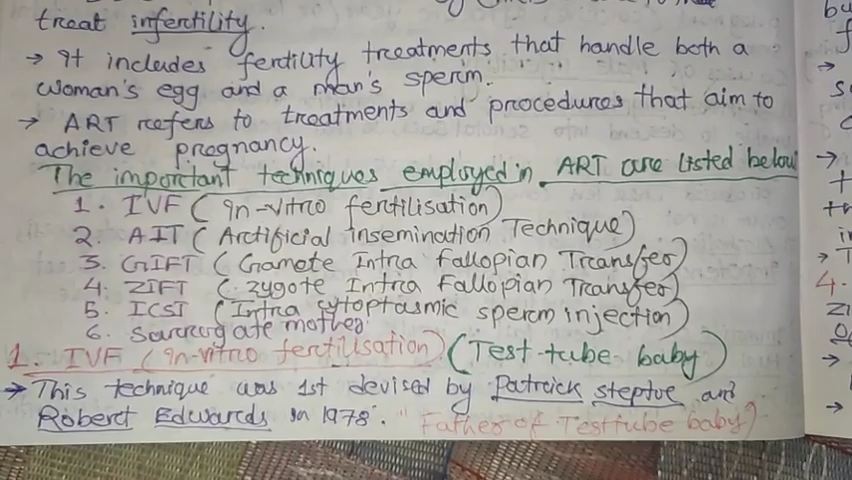 treat infertility.
→ It includes fertility treatments that handle both a
woman's egg and a man's sperm.
→ ART refers to treatments and procedures that aim to
achieve pregnancy.
The important techniques employed in ART are listed below
1. IVF (In-vitro fertilisation)
2. AIT (Artificial insemination Technique)
3. GIFT (Gamete Intra fallopian Transfer)
4. ZIFT (Zygote Intra Fallopian Transfer)
5. ICSI (Intra cytoplasmic sperm injection)
6. Surrogate mother
1. IVF (In-vitro fertilisation) (Test-tube baby)
→ This technique was 1st devised by Patrick steptoe and
Robert Edwards in 1978. "Father of Testtube baby)
4.